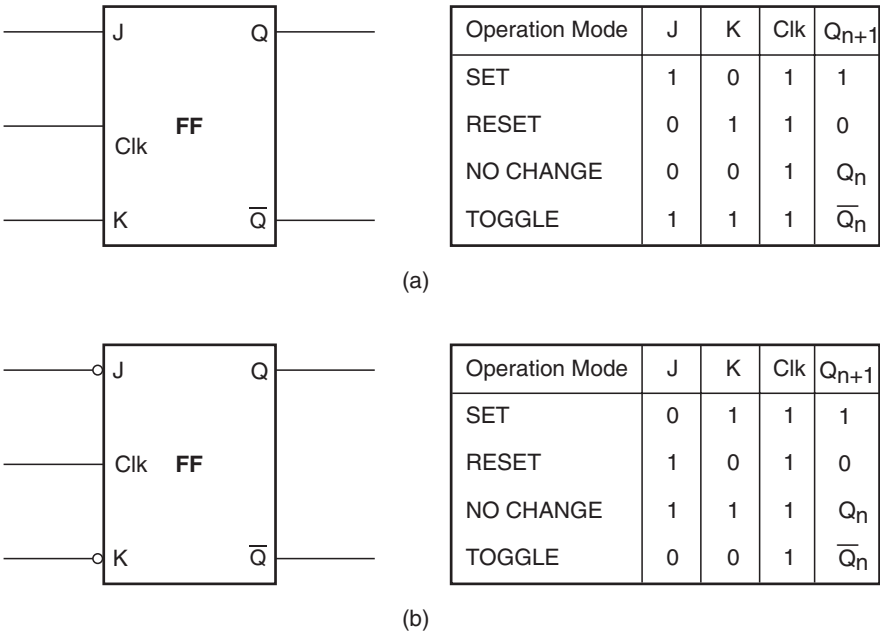 J Q
FF
Clk
K Q̅
Operation Mode J K Clk Qn+1
SET 1 0 1 1
RESET 0 1 1 0
NO CHANGE 0 0 1 Qn
TOGGLE 1 1 1 Q̅n
(a)
J Q
Clk FF
K Q̅
Operation Mode J K Clk Qn+1
SET 0 1 1 1
RESET 1 0 1 0
NO CHANGE 1 1 1 Qn
TOGGLE 0 0 1 Q̅n
(b)